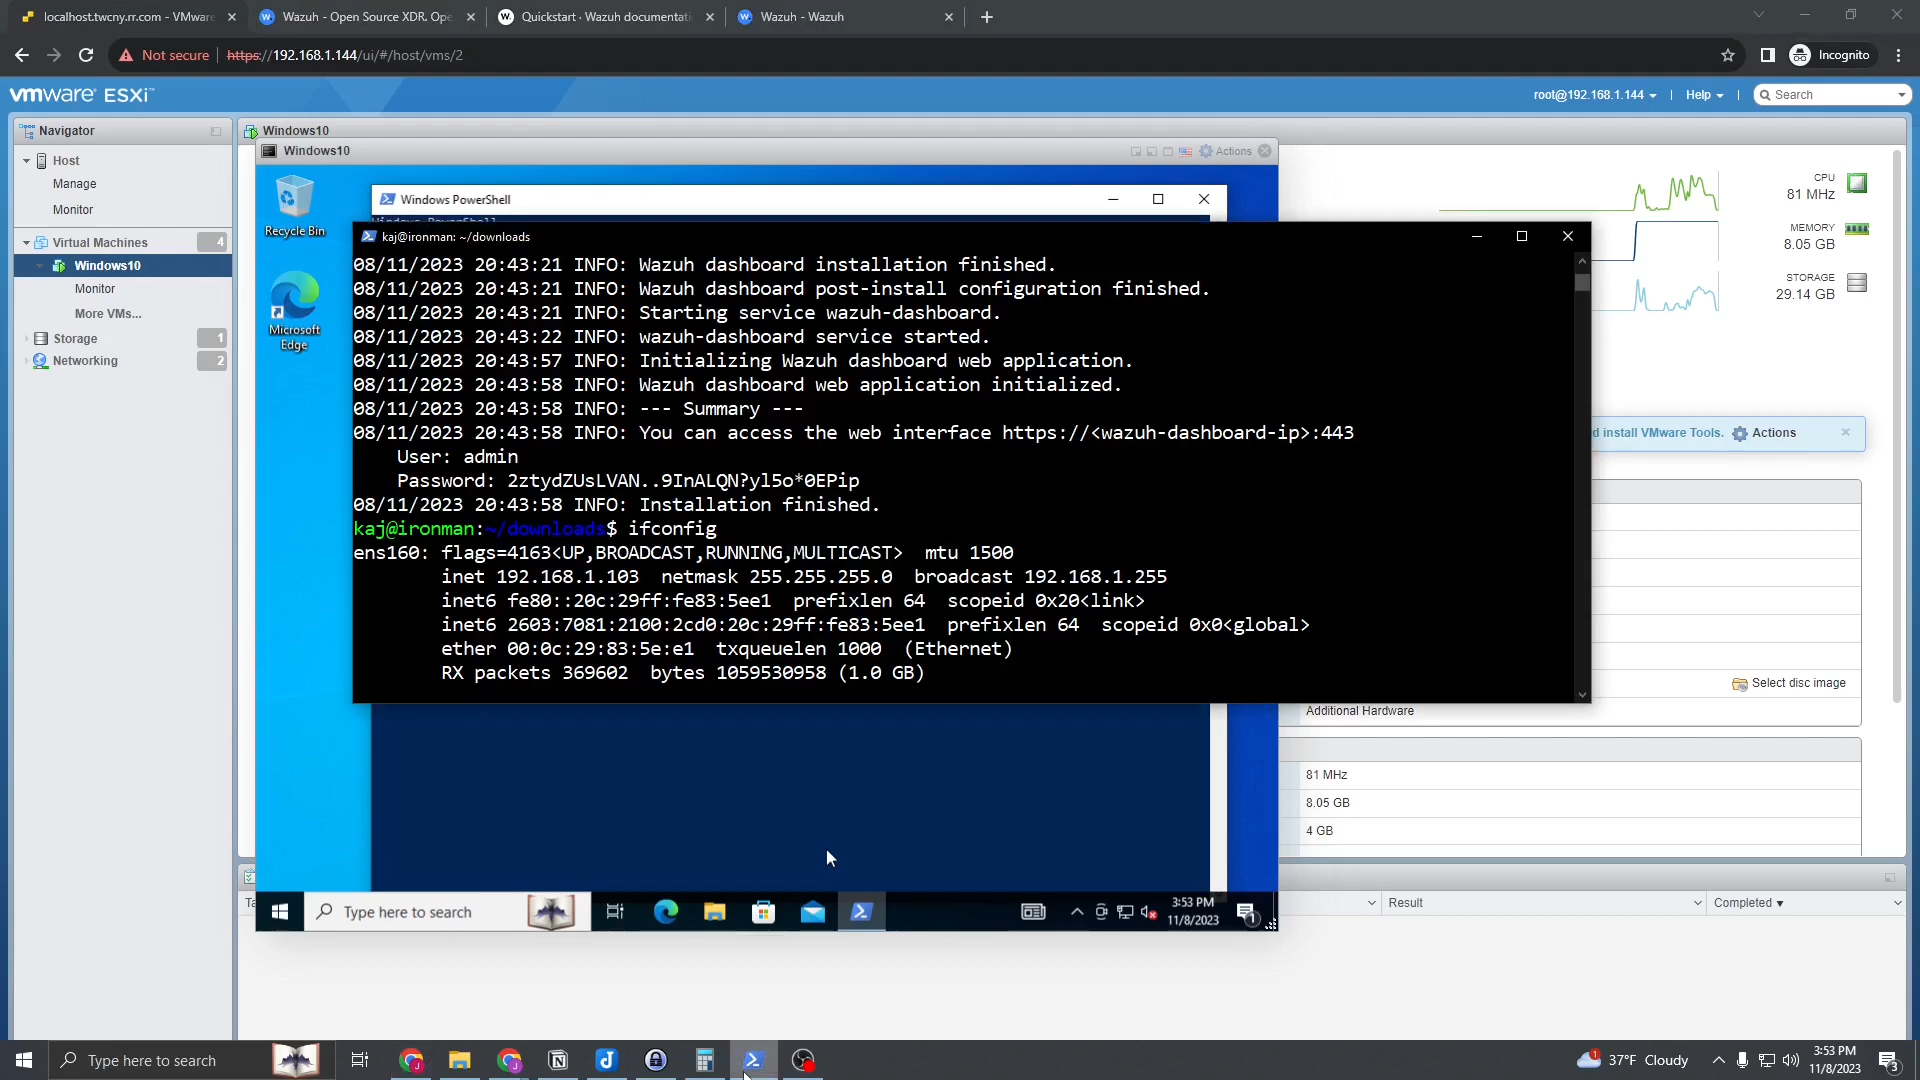 localhost.twcny.rr.com - VMwar
Wazuh - Open Source XDR. Ope
Quickstart · Wazuh documentati
Wazuh - Wazuh
Not secure
https://192.168.1.144/ui/#/host/vms/2
Incognito
vmware ESXi
root@192.168.1.144
Help
Search
Navigator
Host
Manage
Monitor
Virtual Machines
4
Windows10
Monitor
More VMs...
Storage
1
Networking
2
Windows10
Windows10
Actions
CPU
81 MHz
MEMORY
8.05 GB
STORAGE
29.14 GB
Recycle Bin
Microsoft
Edge
Windows PowerShell
Windows PowerShell
kaj@ironman: ~/downloads
08/11/2023 20:43:21 INFO: Wazuh dashboard installation finished.
08/11/2023 20:43:21 INFO: Wazuh dashboard post-install configuration finished.
08/11/2023 20:43:21 INFO: Starting service wazuh-dashboard.
08/11/2023 20:43:22 INFO: wazuh-dashboard service started.
08/11/2023 20:43:57 INFO: Initializing Wazuh dashboard web application.
08/11/2023 20:43:58 INFO: Wazuh dashboard web application initialized.
08/11/2023 20:43:58 INFO: --- Summary ---
08/11/2023 20:43:58 INFO: You can access the web interface https://<wazuh-dashboard-ip>:443
User: admin
Password: 2ztydZUsLVAN..9InALQN?yl5o*0EPip
08/11/2023 20:43:58 INFO: Installation finished.
kaj@ironman:~/downloads$ ifconfig
ens160: flags=4163<UP,BROADCAST,RUNNING,MULTICAST>  mtu 1500
inet 192.168.1.103  netmask 255.255.255.0  broadcast 192.168.1.255
inet6 fe80::20c:29ff:fe83:5ee1  prefixlen 64  scopeid 0x20<link>
inet6 2603:7081:2100:2cd0:20c:29ff:fe83:5ee1  prefixlen 64  scopeid 0x0<global>
ether 00:0c:29:83:5e:e1  txqueuelen 1000  (Ethernet)
RX packets 369602  bytes 1059530958 (1.0 GB)
d install VMware Tools.
Actions
Select disc image
Additional Hardware
81 MHz
8.05 GB
4 GB
Type here to search
3:53 PM
11/8/2023
1
Ta
Result
Completed ▼
Type here to search
1
37°F Cloudy
3:53 PM
11/8/2023
3